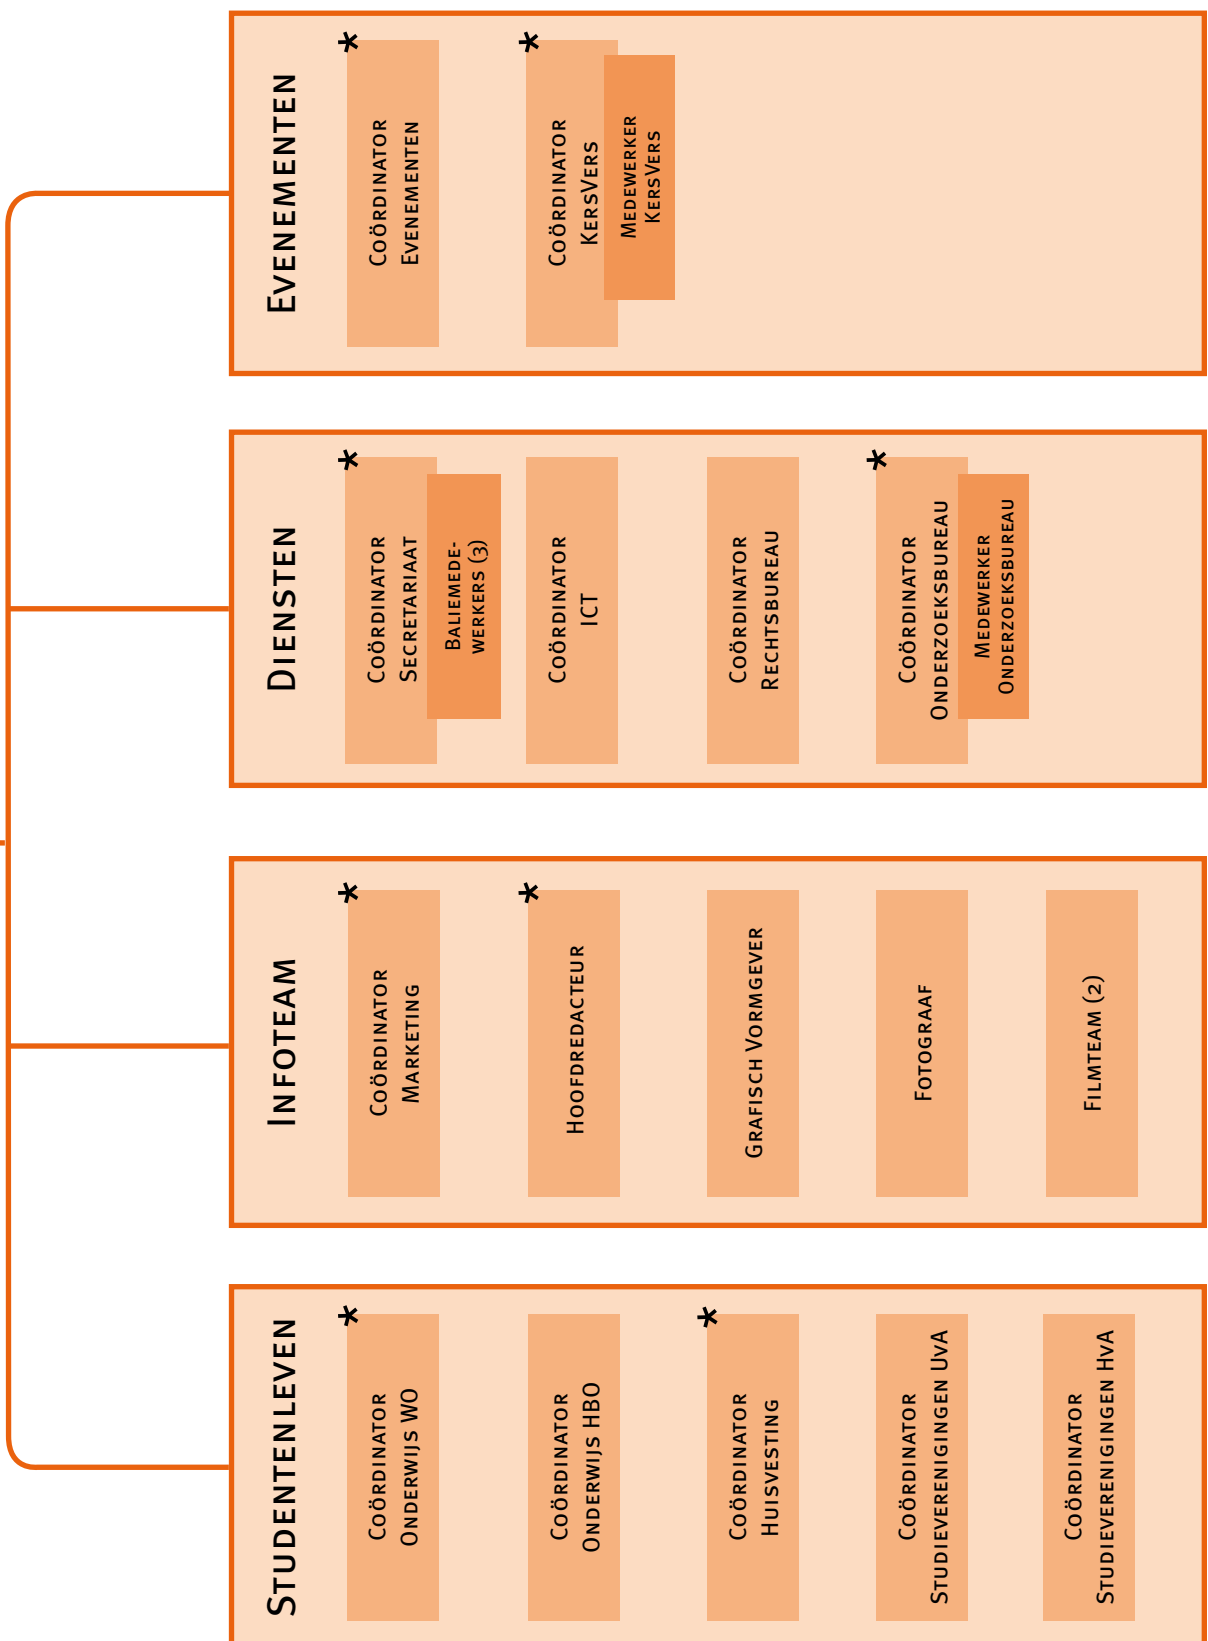 Studentenleven
*
Coördinator
Onderwijs WO
Coördinator
Onderwijs HBO
*
Coördinator
Huisvesting
Coördinator
Studieverenigingen UvA
Coördinator
Studieverenigingen HvA
Infoteam
*
Coördinator
Marketing
*
Hoofdredacteur
Grafisch Vormgever
Fotograaf
Filmteam (2)
Diensten
*
Coördinator
Secretariaat
Baliemede-
werkers (3)
Coördinator
ICT
Coördinator
Rechtsbureau
*
Coördinator
Onderzoeksbureau
Medewerker
Onderzoeksbureau
Evenementen
*
Coördinator
Evenementen
*
Coördinator
KersVers
Medewerker
KersVers